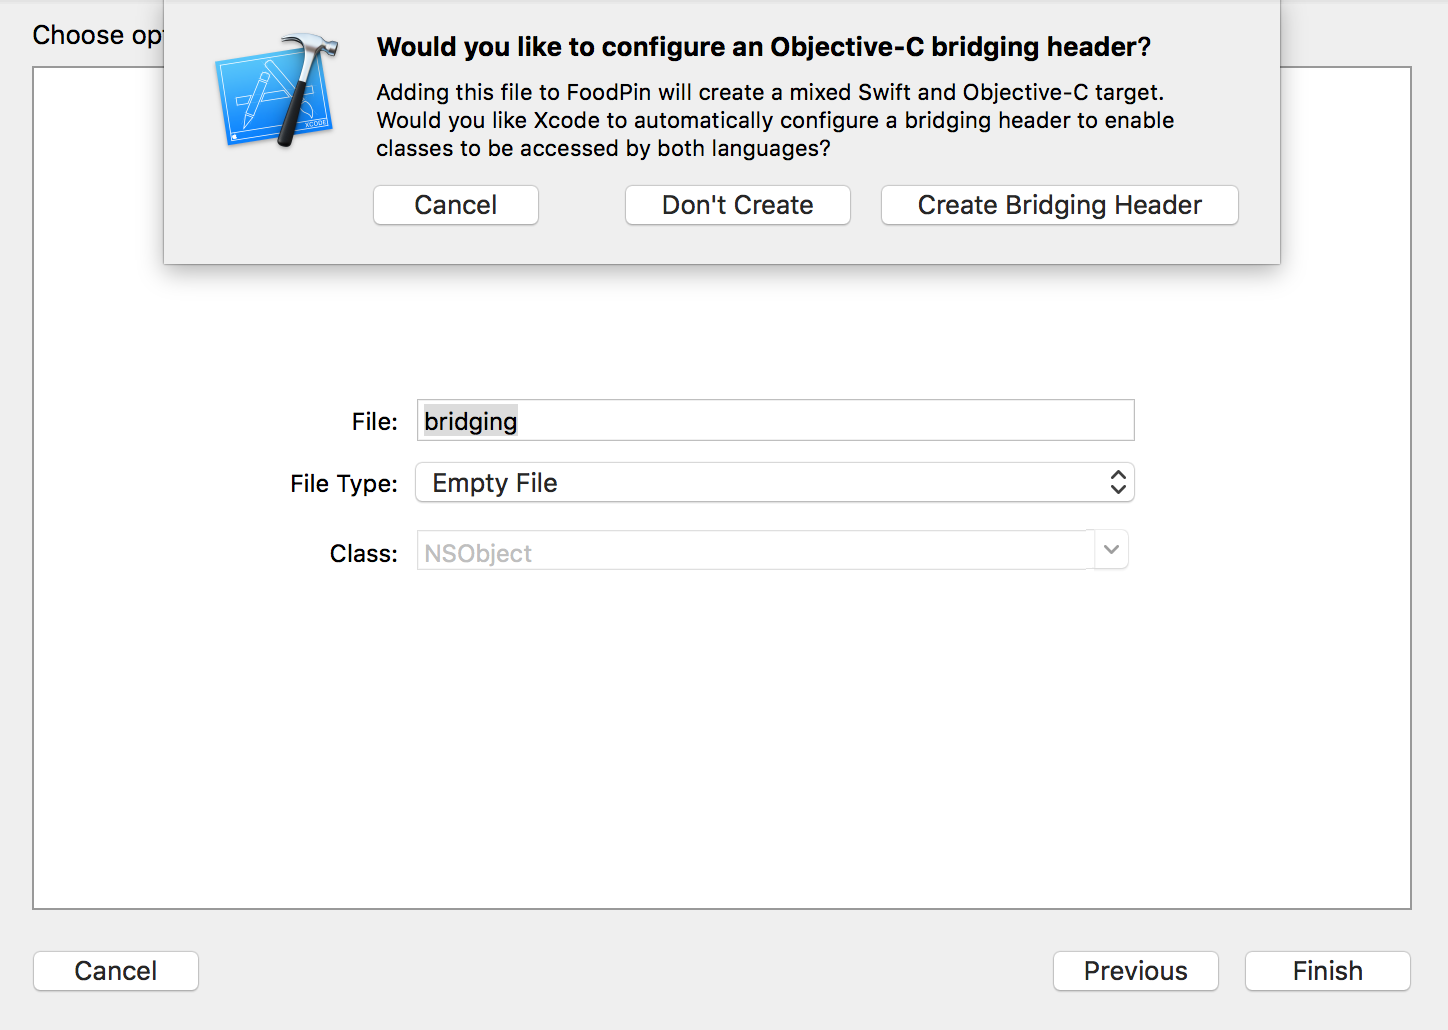 Choose op
Would you like to configure an Objective-C bridging header?
Adding this file to FoodPin will create a mixed Swift and Objective-C target.
Would you like Xcode to automatically configure a bridging header to enable
classes to be accessed by both languages?
Cancel
Don't Create
Create Bridging Header
File: bridging
File Type: Empty File
Class: NSObject
Cancel
Previous
Finish